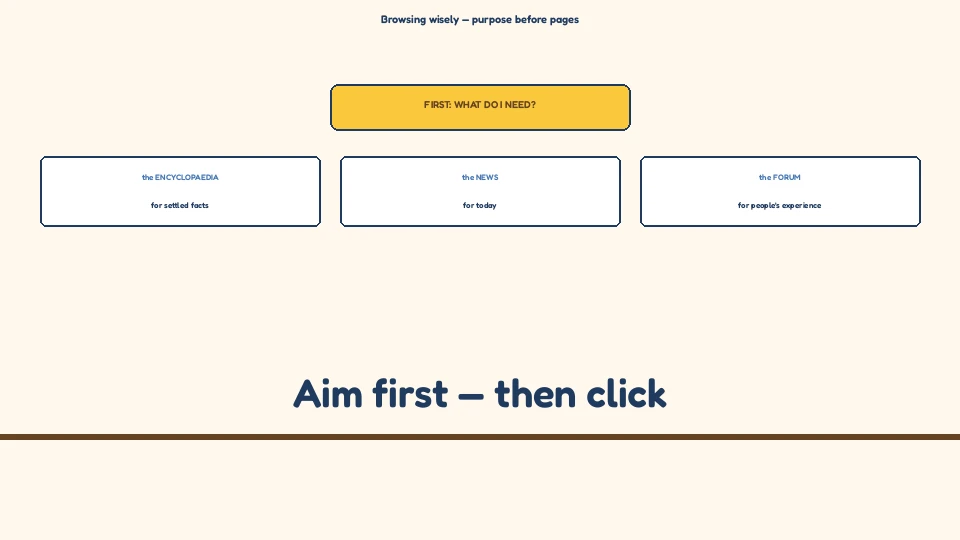 Browsing wisely — purpose before pages
FIRST: WHAT DO I NEED?
the ENCYCLOPAEDIA
for settled facts
the NEWS
for today
the FORUM
for people's experience
Aim first — then click